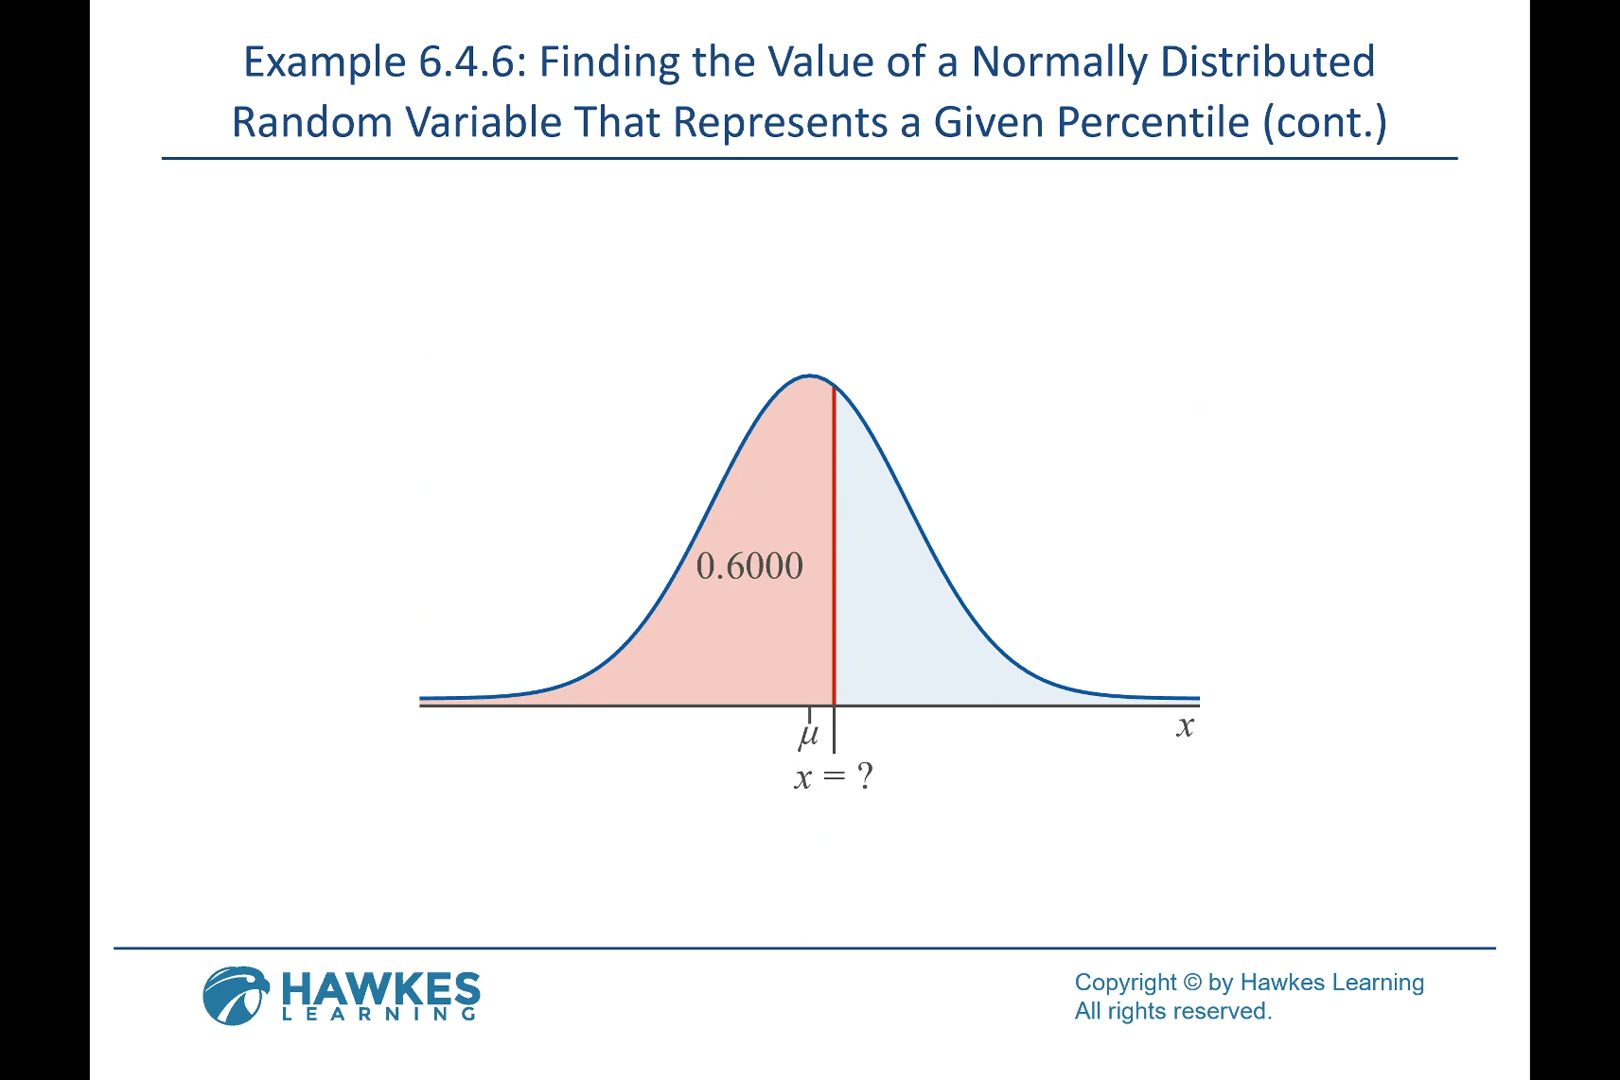 Example 6.4.6: Finding the Value of a Normally Distributed
Random Variable That Represents a Given Percentile (cont.)
0.6000
μ
x
x = ?
HAWKES
LEARNING
Copyright © by Hawkes Learning
All rights reserved.